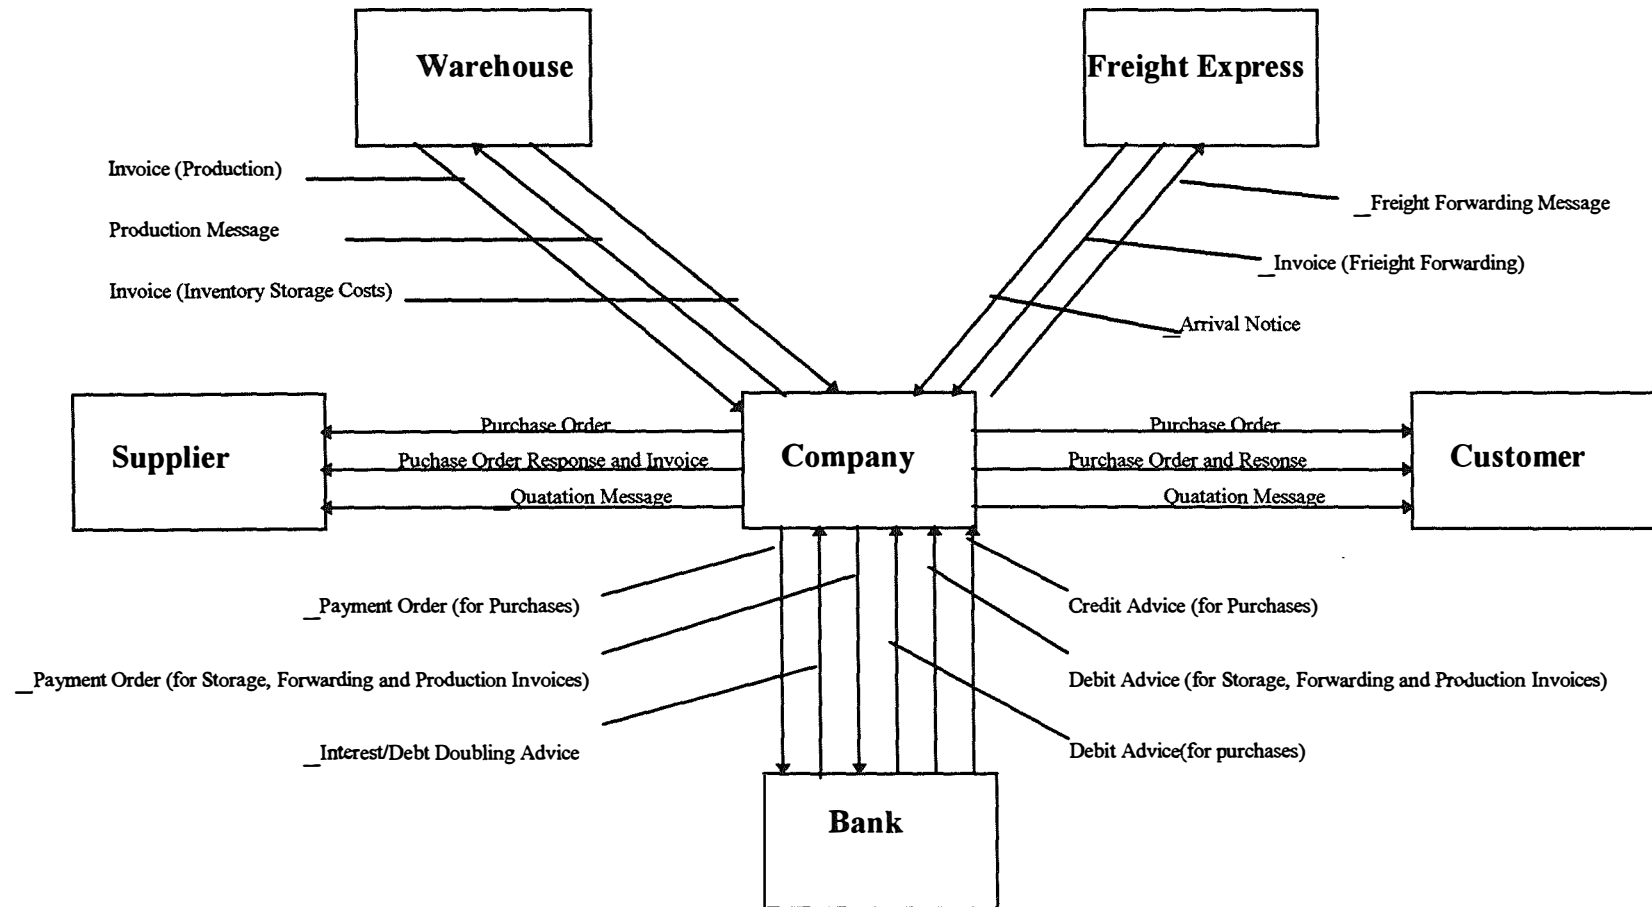 Warehouse
Freight Express
Invoice (Production)
_Freight Forwarding Message
Production Message
_Invoice (Frieight Forwarding)
Invoice (Inventory Storage Costs)
_Arrival Notice
Supplier
Purchase Order
Puchase Order Response and Invoice
_Quatation Message
Company
Purchase Order
Purchase Order and Resonse
Quatation Message
Customer
_Payment Order (for Purchases)
Credit Advice (for Purchases)
_Payment Order (for Storage, Forwarding and Production Invoices)
Debit Advice (for Storage, Forwarding and Production Invoices)
_Interest/Debt Doubling Advice
Debit Advice(for purchases)
Bank